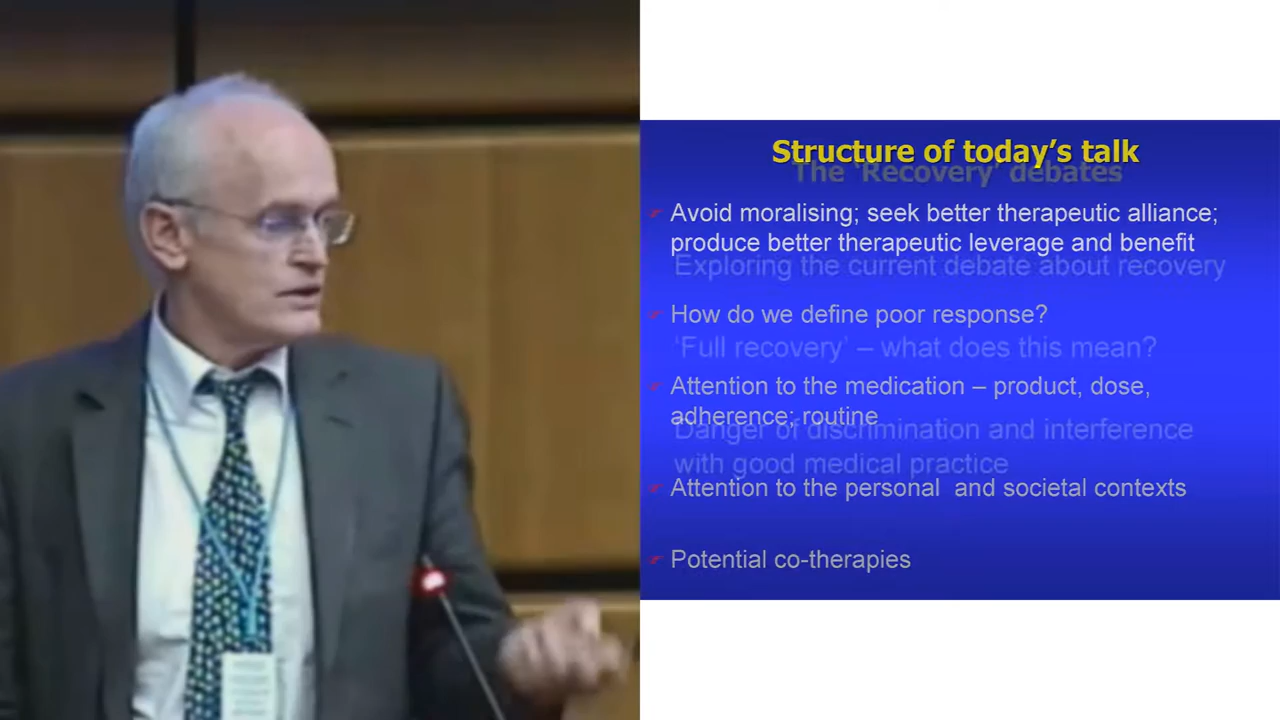 Structure of today’s talk
The ‘Recovery’ debates
Avoid moralising; seek better therapeutic alliance;
produce better therapeutic leverage and benefit
Exploring the current debate about recovery
How do we define poor response?
‘Full recovery’ – what does this mean?
Attention to the medication – product, dose,
adherence; routine
Danger of discrimination and interference
with good medical practice
Attention to the personal  and societal contexts
Potential co-therapies